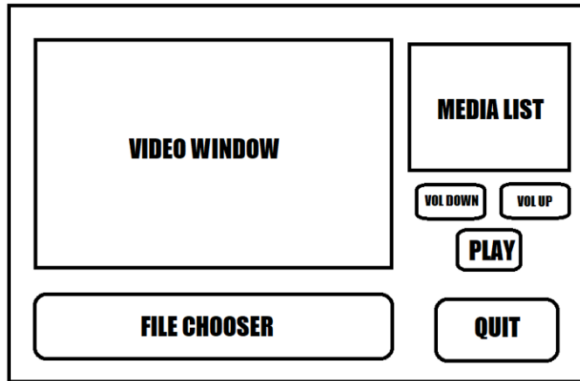 VIDEO WINDOW
MEDIA LIST
VOL DOWN
VOL UP
PLAY
FILE CHOOSER
QUIT